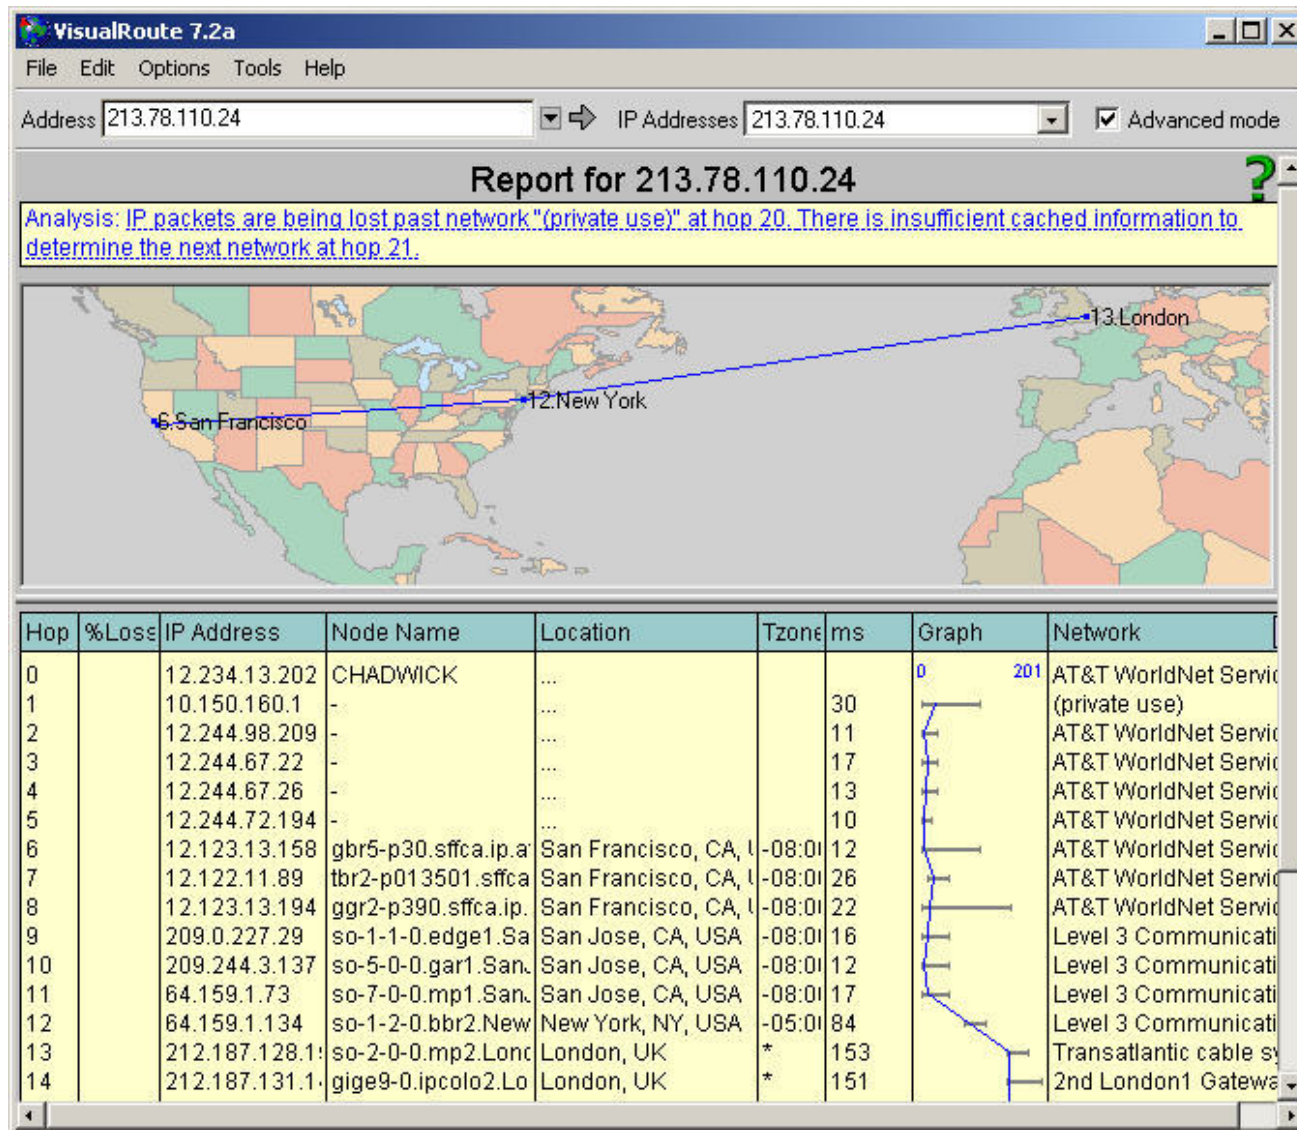 VisualRoute 7.2a
File Edit Options Tools Help
Address 213.78.110.24 IP Addresses 213.78.110.24 Advanced mode
Report for 213.78.110.24
?
Analysis: IP packets are being lost past network "(private use)" at hop 20. There is insufficient cached information to
determine the next network at hop 21.
13.London
12.New York
6.San Francisco
Hop %Loss IP Address Node Name Location Tzone ms Graph Network
0 12.234.13.202 CHADWICK ... 0 201 AT&T WorldNet Servic
1 10.150.160.1 - ... 30 (private use)
2 12.244.98.209 - ... 11 AT&T WorldNet Servic
3 12.244.67.22 - ... 17 AT&T WorldNet Servic
4 12.244.67.26 - ... 13 AT&T WorldNet Servic
5 12.244.72.194 - ... 10 AT&T WorldNet Servic
6 12.123.13.158 gbr5-p30.sffca.ip.a San Francisco, CA, -08:0 12 AT&T WorldNet Servic
7 12.122.11.89 tbr2-p013501.sffca San Francisco, CA, -08:0 26 AT&T WorldNet Servic
8 12.123.13.194 ggr2-p390.sffca.ip. San Francisco, CA, -08:0 22 AT&T WorldNet Servic
9 209.0.227.29 so-1-1-0.edge1.Sa San Jose, CA, USA -08:0 16 Level 3 Communicati
10 209.244.3.137 so-5-0-0.gar1.San San Jose, CA, USA -08:0 12 Level 3 Communicati
11 64.159.1.73 so-7-0-0.mp1.San San Jose, CA, USA -08:0 17 Level 3 Communicati
12 64.159.1.134 so-1-2-0.bbr2.New New York, NY, USA -05:0 84 Level 3 Communicati
13 212.187.128.1 so-2-0-0.mp2.Lond London, UK * 153 Transatlantic cable sy
14 212.187.131.1 gige9-0.ipcolo2.Lo London, UK * 151 2nd London1 Gatewa